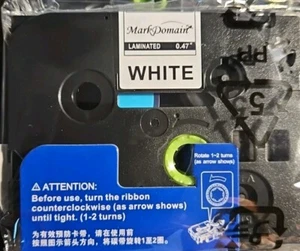 MarkDomain
LAMINATED 0.47"
WHITE
PP
5
Rotate 1-2 turns
(as arrow shows)
ATTENTION:
Before use, turn the ribbon
counterclockwise (as arrow shows)
until tight. (1-2 turns)
为有效预防卡带，请在使用前
按照图示箭头方向，将碳带旋转1至2圈。